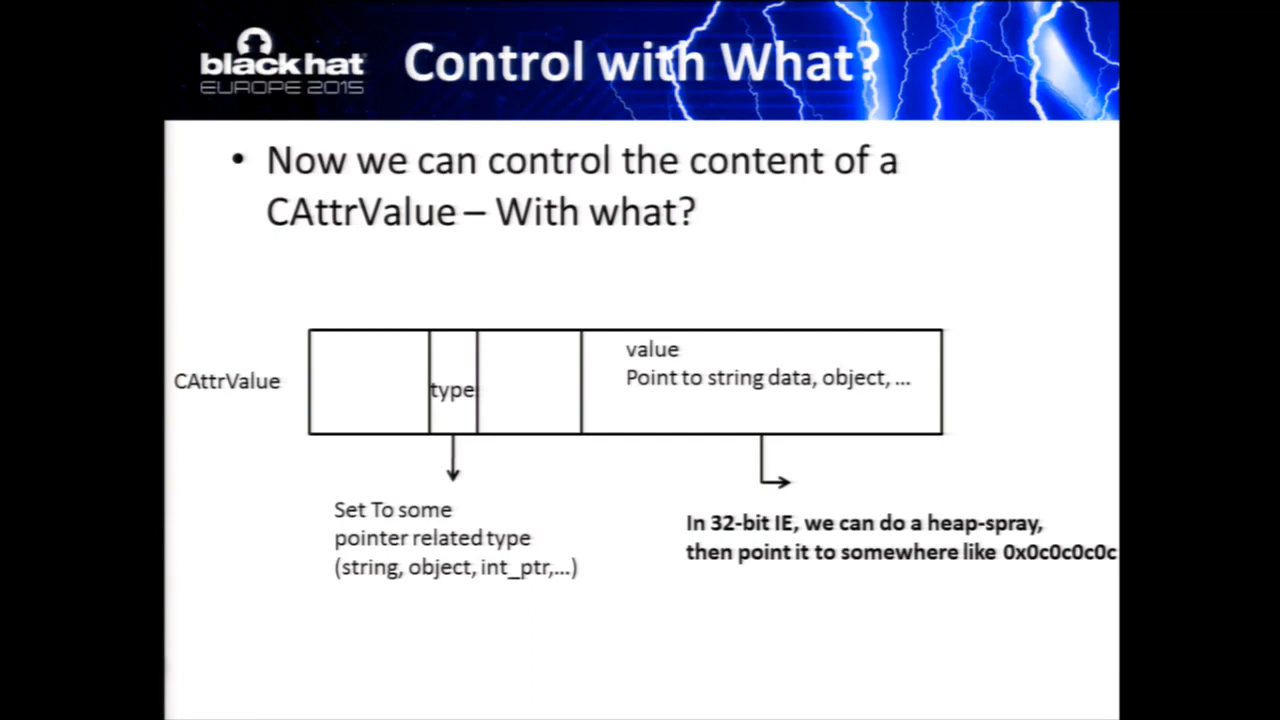 black hat
EUROPE 2015
Control with What?
• Now we can control the content of a
CAttrValue – With what?
value
Point to string data, object, ...
CAttrValue
type
Set To some
pointer related type
(string, object, int_ptr,...)
In 32-bit IE, we can do a heap-spray,
then point it to somewhere like 0x0c0c0c0c